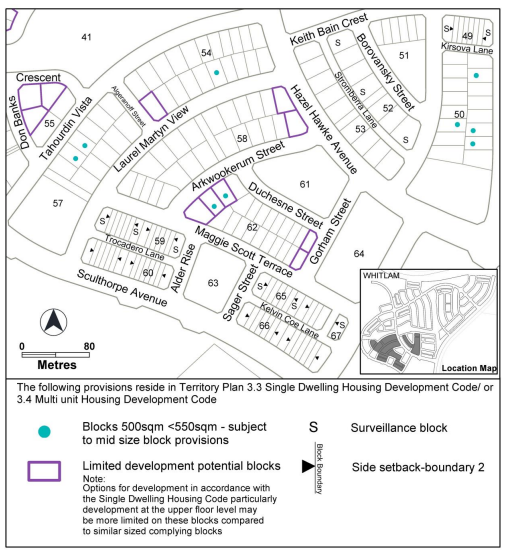 41
54
Keith Bain Crest
S
49
S
Kirsova Lane
51
Borovansky Street
S
Crescent
Don Banks
55
Tahourdin Vista
Algeranoff Street
Laurel Martyn View
Hazel Hawke Avenue
Stromberra Lane
S
52
53
S
50
58
Arkwookerum Street
57
61
Duchesne Street
Gorham Street
62
Maggie Scott Terrace
64
S
59
S
Trocadero Lane
60
Sculthorpe Avenue
Alder Rise
63
Sager Street
S
65
Kelvin Coe Lane
66
S
67
WHITLAM
Location Map
0 80
Metres
The following provisions reside in Territory Plan 3.3 Single Dwelling Housing Development Code/ or
3.4 Multi unit Housing Development Code
Blocks 500sqm <550sqm - subject
to mid size block provisions
S Surveillance block
Limited development potential blocks
Note:
Options for development in accordance with
the Single Dwelling Housing Code particularly
development at the upper floor level may
be more limited on these blocks compared
to similar sized complying blocks
Block Boundary
Side setback-boundary 2